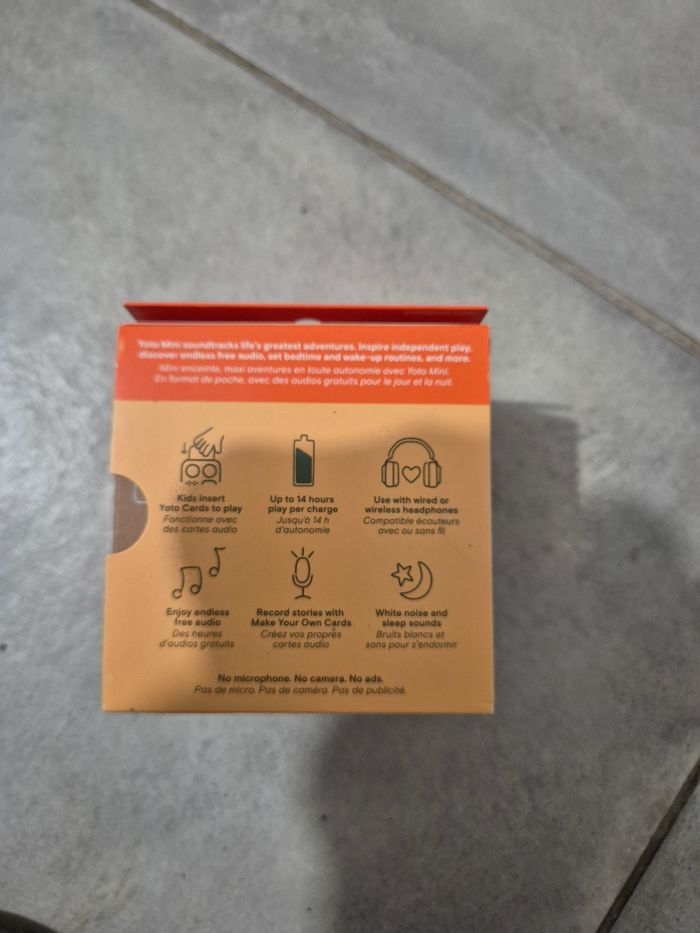 Yoto Mini soundtracks life's greatest adventures. Inspire independent play,
discover endless free audio, set bedtime and wake-up routines, and more.
Mini enceinte, maxi aventures en toute autonomie avec Yoto Mini.
En format de poche, avec des audios gratuits pour le jour et la nuit.
Kids insert
Yoto Cards to play
Fonctionne avec
des cartes audio
Up to 14 hours
play per charge
Jusqu'à 14 h
d'autonomie
Use with wired or
wireless headphones
Compatible écouteurs
avec ou sans fil
Enjoy endless
free audio
Des heures
d'audios gratuits
Record stories with
Make Your Own Cards
Créez vos propres
cartes audio
White noise and
sleep sounds
Bruits blancs et
sons pour s'endormir
No microphone. No camera. No ads.
Pas de micro. Pas de caméra. Pas de publicité.